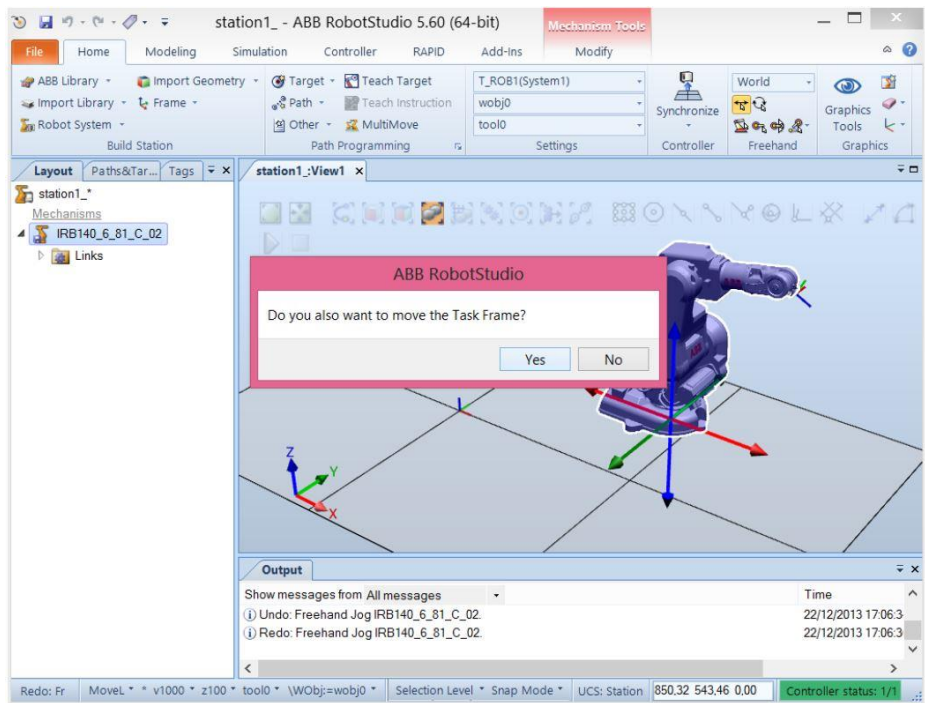 station1_ - ABB RobotStudio 5.60 (64-bit)
Mechanism Tools
File Home Modeling Simulation Controller RAPID Add-Ins Modify
ABB Library Import Geometry
Import Library Frame
Robot System
Build Station
Target Teach Target
Path Teach Instruction
Other MultiMove
Path Programming
T_ROB1(System1)
wobj0
tool0
Settings
Synchronize
Controller
World
Freehand
Graphics
Tools
Graphics
Layout Paths&Tar... Tags
station1_:View1
station1_*
Mechanisms
IRB140_6_81_C_02
Links
ABB RobotStudio
Do you also want to move the Task Frame?
Yes No
Z
Y
X
Output
Show messages from All messages Time
Undo: Freehand Jog IRB140_6_81_C_02. 22/12/2013 17:06:3
Redo: Freehand Jog IRB140_6_81_C_02. 22/12/2013 17:06:3
Redo: Fr MoveL * * v1000 * z100 * tool0 * \WObj:=wobj0 * Selection Level * Snap Mode * UCS: Station 850,32 543,46 0,00 Controller status: 1/1